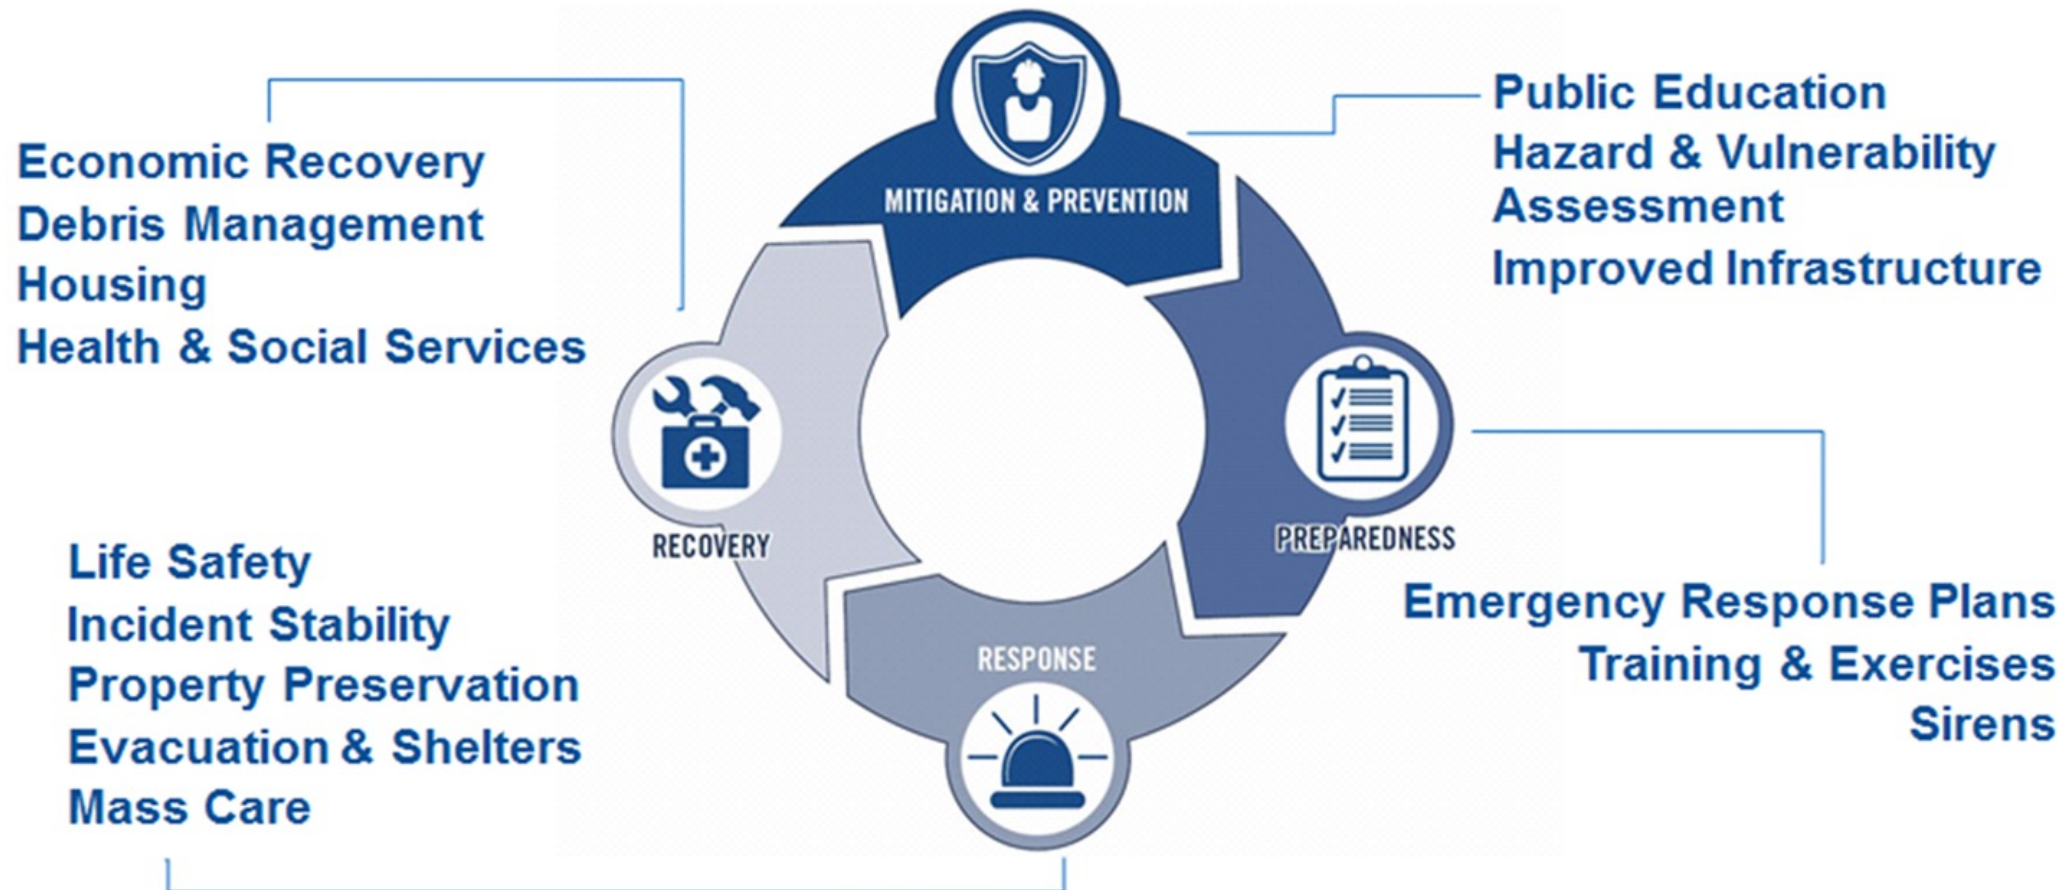 MITIGATION & PREVENTION
Public Education
Hazard & Vulnerability
Assessment
Improved Infrastructure
PREPAREDNESS
Emergency Response Plans
Training & Exercises
Sirens
RESPONSE
Life Safety
Incident Stability
Property Preservation
Evacuation & Shelters
Mass Care
RECOVERY
Economic Recovery
Debris Management
Housing
Health & Social Services